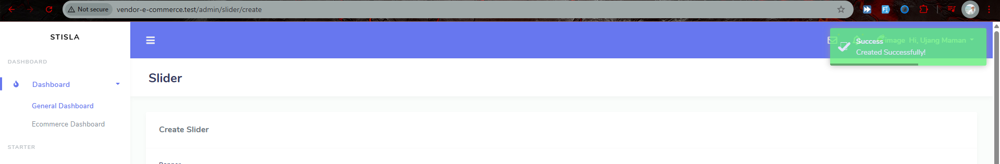 Not secure
vendor-e-commerce.test/admin/slider/create
STISLA
image Hi, Ujang Maman
Success
Created Successfully!
DASHBOARD
Dashboard
General Dashboard
Ecommerce Dashboard
STARTER
Slider
Create Slider
Banner